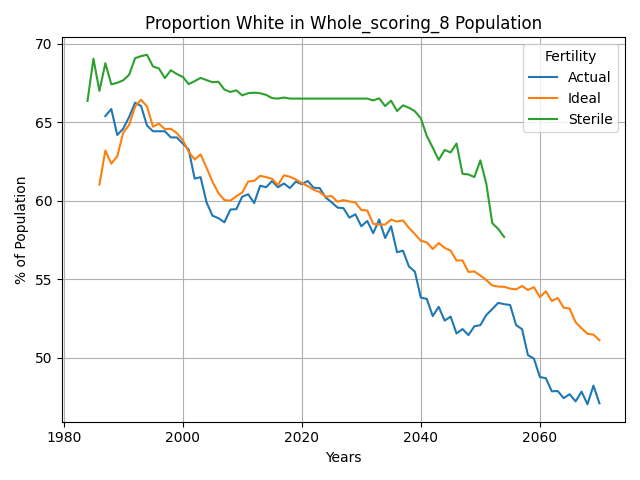 Proportion White in Whole_scoring_8 Population
% of Population
70
65
60
55
50
Fertility
Actual
Ideal
Sterile
1980
2000
2020
2040
2060
Years